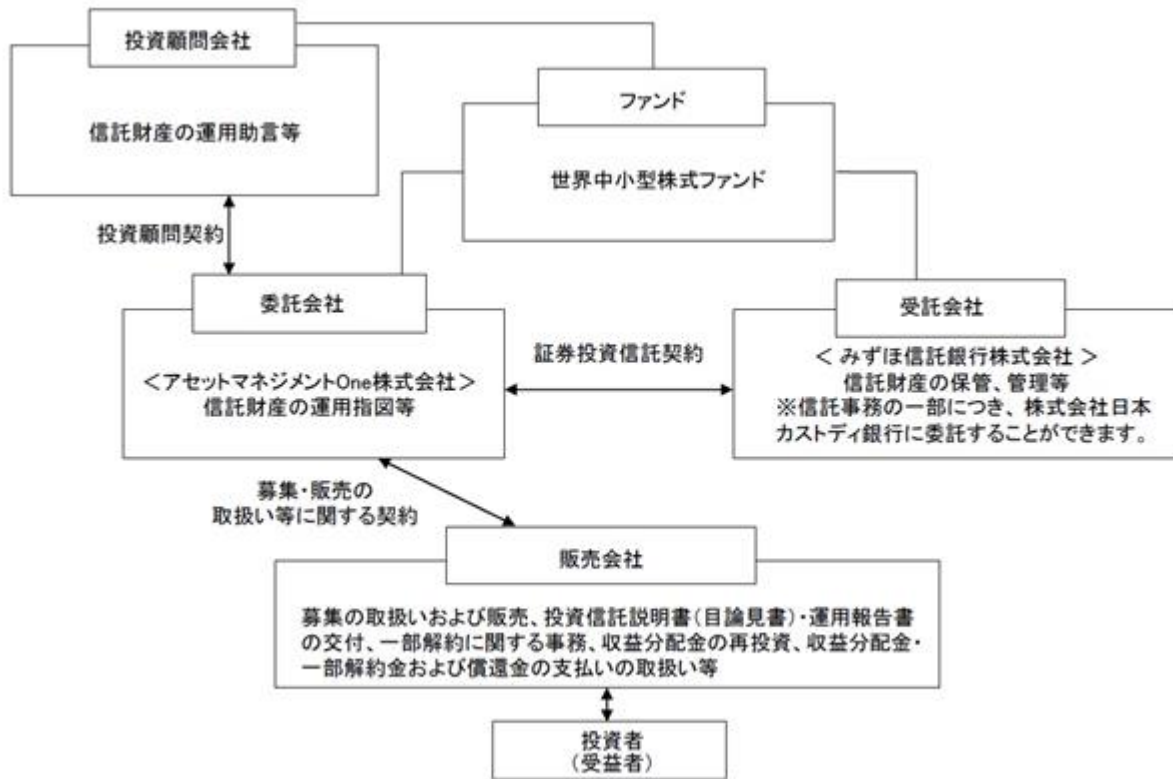 投資顧問会社
信託財産の運用助言等
ファンド
世界中小型株式ファンド
投資顧問契約
委託会社
＜アセットマネジメントOne株式会社＞
信託財産の運用指図等
証券投資信託契約
受託会社
＜ みずほ信託銀行株式会社 ＞
信託財産の保管、管理等
※信託事務の一部につき、株式会社日本
カストディ銀行に委託することができます。
募集・販売の
取扱い等に関する契約
販売会社
募集の取扱いおよび販売、投資信託説明書（目論見書）・運用報告書
の交付、一部解約に関する事務、収益分配金の再投資、収益分配金・
一部解約金および償還金の支払いの取扱い等
投資者
（受益者）